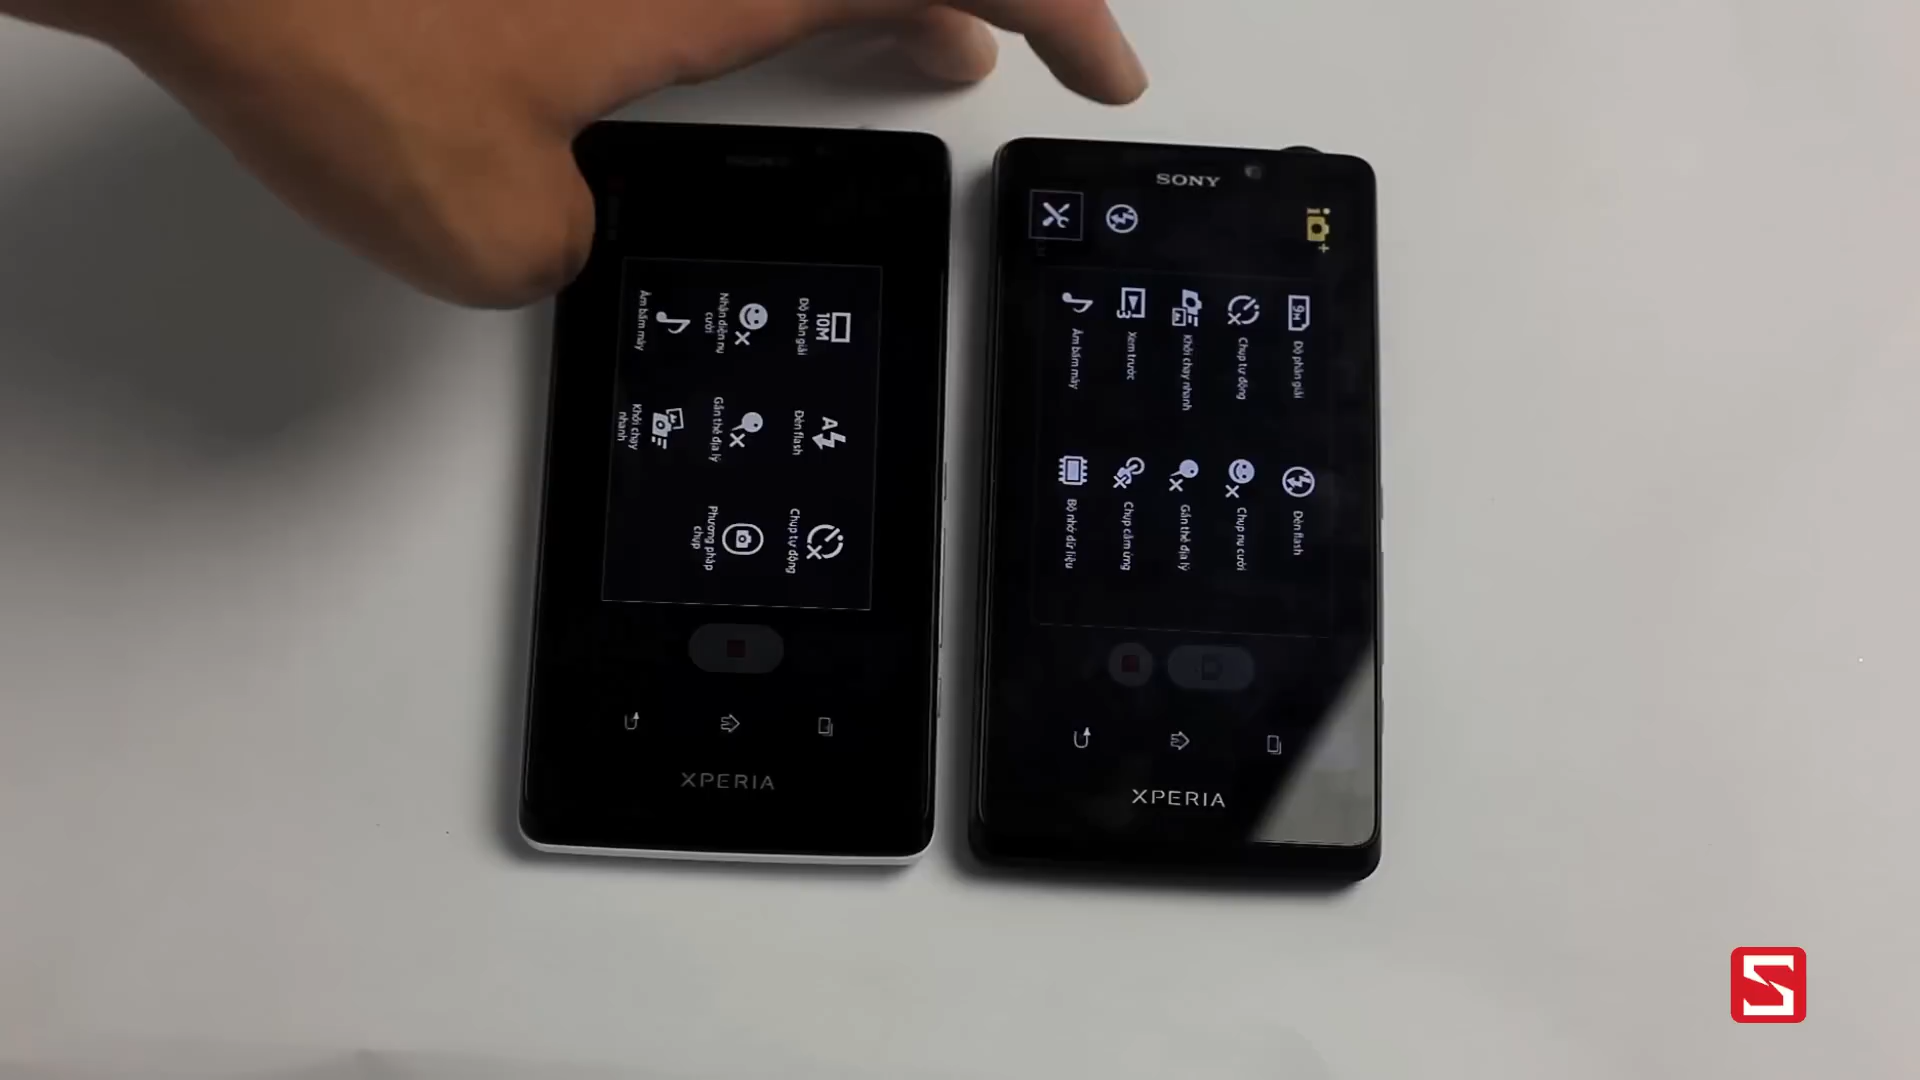 SONY
10M
Độ phân giải
Nhận diện nụ
cười
Âm bấm máy
A
Đèn flash
Gắn thẻ địa lý
Khởi chạy
nhanh
Chụp tự động
Phương pháp
chụp
XPERIA
SONY
i
9M
Độ phân giải
Chụp tự động
Khởi chạy nhanh
Xem trước
3
Âm bấm máy
Đèn flash
Chụp nụ cười
Gắn thẻ địa lý
Chụp cảm ứng
Bộ nhớ dữ liệu
XPERIA
S